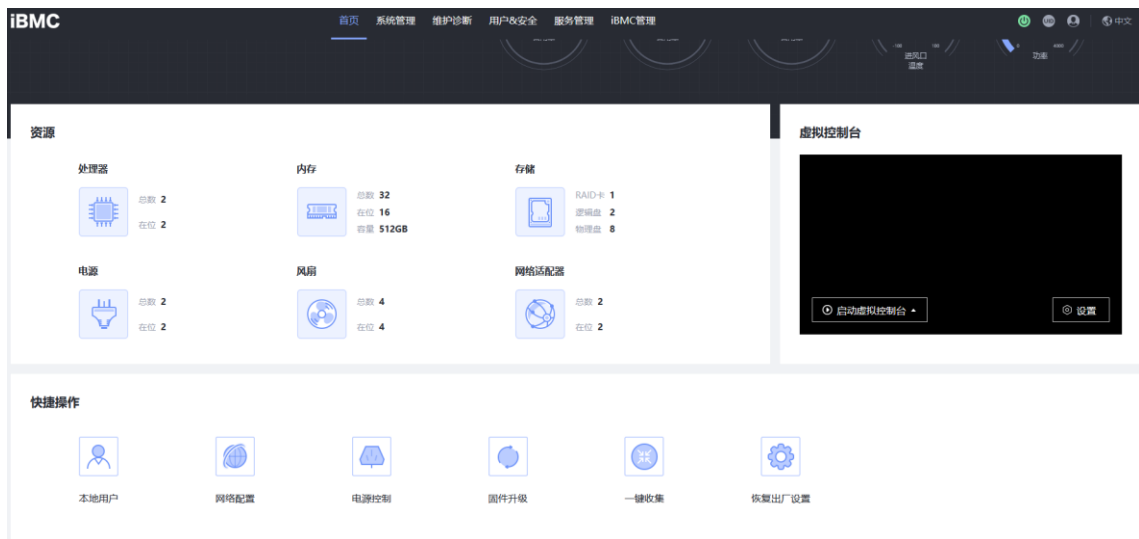 iBMC 首页 系统管理 维护诊断 用户&安全 服务管理 iBMC管理 UID 中文
进风口
温度
功率
资源
虚拟控制台
处理器
总数 2
在位 2
内存
总数 32
在位 16
容量 512GB
存储
RAID卡 1
逻辑盘 2
物理盘 8
电源
总数 2
在位 2
风扇
总数 4
在位 4
网络适配器
总数 2
在位 2
启动虚拟控制台
设置
快捷操作
本地用户
网络配置
电源控制
固件升级
一键收集
恢复出厂设置